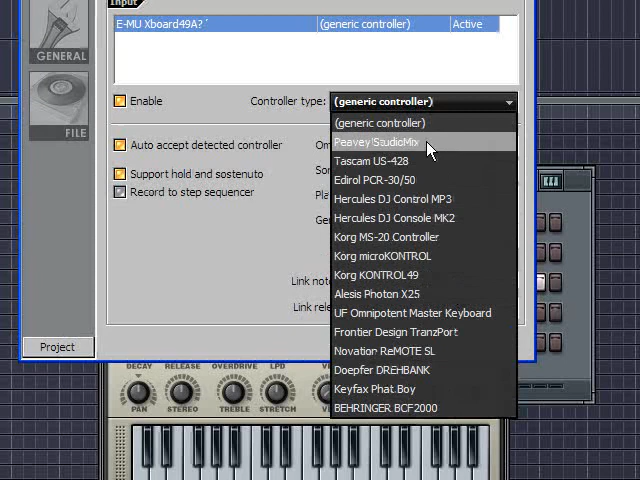 Input
E-MU Xboard49A?´ (generic controller) Active
GENERAL
FILE
Enable
Controller type: (generic controller)
(generic controller)
Peavey StudioMix
Tascam US-428
Edirol PCR-30/50
Hercules DJ Control MP3
Hercules DJ Console MK2
Korg MS-20 Controller
Korg microKONTROL
Korg KONTROL49
Alesis Photon X25
UF Omnipotent Master Keyboard
Frontier Design TranzPort
Novation ReMOTE SL
Doepfer DREHBANK
Keyfax Phat.Boy
BEHRINGER BCF2000
Auto accept detected controller
Support hold and sostenuto
Record to step sequencer
Om
Son
Pla
Gen
Link note
Link rele
Project
DECAY RELEASE OVERDRIVE LPD
PAN STEREO TREBLE STRETCH